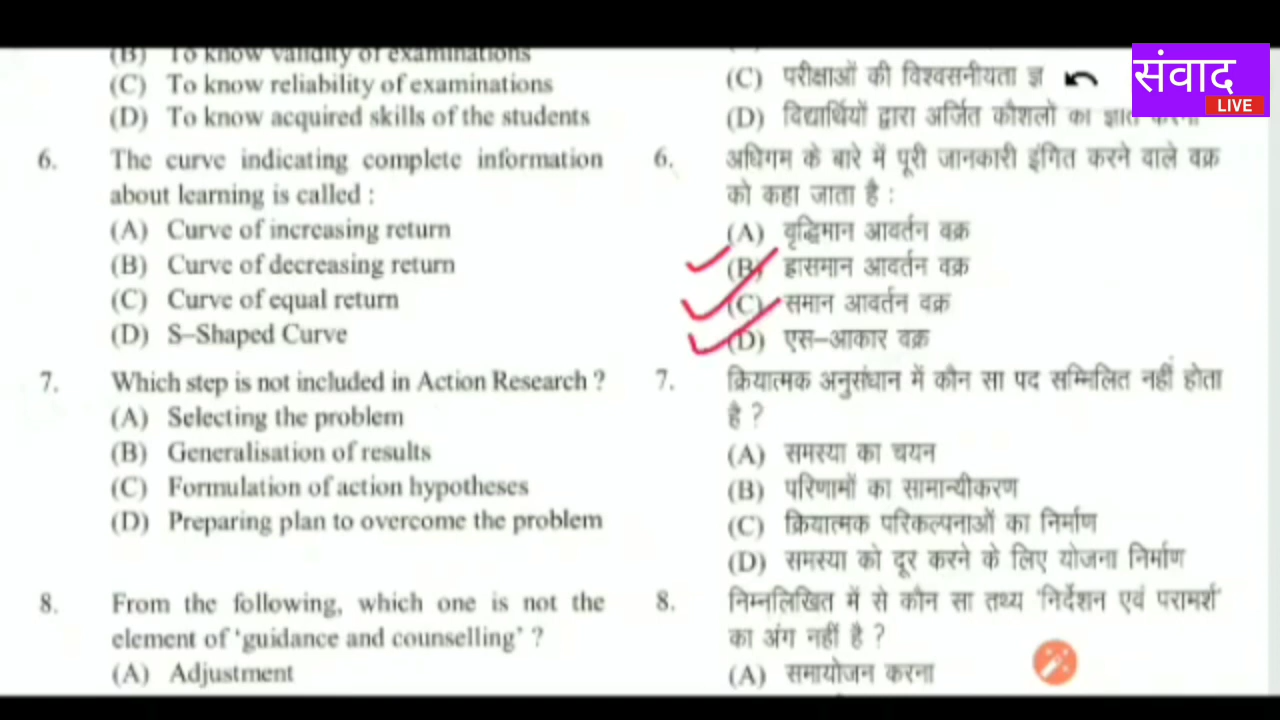 (B) To know validity of examinations
(C) To know reliability of examinations
(D) To know acquired skills of the students
6. The curve indicating complete information
about learning is called :
(A) Curve of increasing return
(B) Curve of decreasing return
(C) Curve of equal return
(D) S–Shaped Curve
7. Which step is not included in Action Research ?
(A) Selecting the problem
(B) Generalisation of results
(C) Formulation of action hypotheses
(D) Preparing plan to overcome the problem
8. From the following, which one is not the
element of ‘guidance and counselling’ ?
(A) Adjustment
(C) परीक्षाओं की विश्वसनीयता
(D) विद्यार्थियों द्वारा अर्जित कौशलों का ज्ञात करना
6. अधिगम के बारे में पूरी जानकारी इंगित करने वाले वक्र
को कहा जाता है :
(A) वृद्धिमान आवर्तन वक्र
(B) ह्रासमान आवर्तन वक्र
(C) समान आवर्तन वक्र
(D) एस–आकार वक्र
7. क्रियात्मक अनुसंधान में कौन सा पद सम्मिलित नहीं होता
है ?
(A) समस्या का चयन
(B) परिणामों का सामान्यीकरण
(C) क्रियात्मक परिकल्पनाओं का निर्माण
(D) समस्या को दूर करने के लिए योजना निर्माण
8. निम्नलिखित में से कौन सा तथ्य ‘निर्देशन एवं परामर्श’
का अंग नहीं है ?
(A) समायोजन करना
संवाद
LIVE